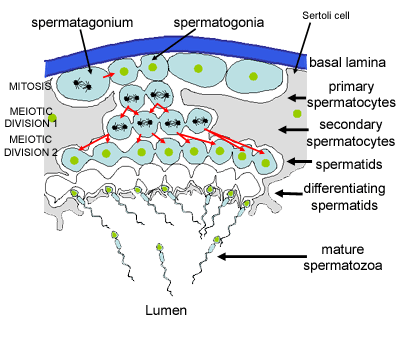 Sertoli cell
spermatagonium
spermatogonia
basal lamina
MITOSIS
primary
spermatocytes
MEIOTIC
DIVISION 1
secondary
spermatocytes
MEIOTIC
DIVISION 2
spermatids
differentiating
spermatids
mature
spermatozoa
Lumen